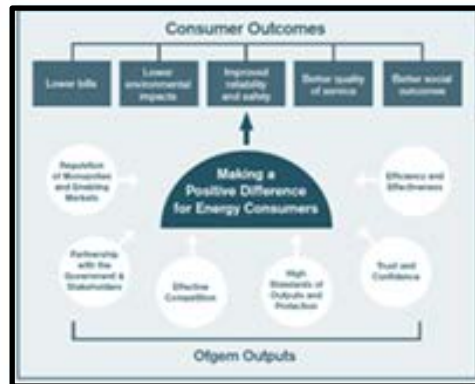 Consumer Outcomes
Lower bills
Lower
environmental
impacts
Improved
reliability
and safety
Better quality
of service
Better social
outcomes
Making a
Positive Difference
for Energy Consumers
Regulation
of Monopolies
and Enabling
Markets
Efficiency and
Effectiveness
Partnership
with the
Government &
Stakeholders
Effective
Competition
High
Standards of
Outputs and
Protection
Trust and
Confidence
Ofgem Outputs